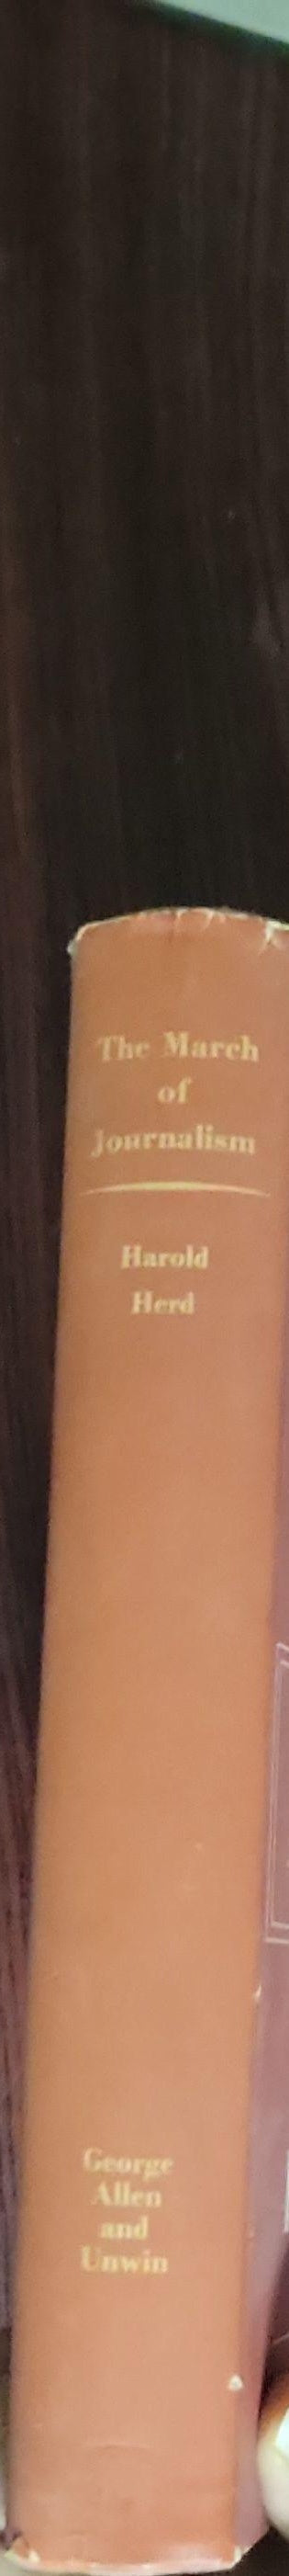 The March
of
Journalism
Harold
Herd
George
Allen
and
Unwin